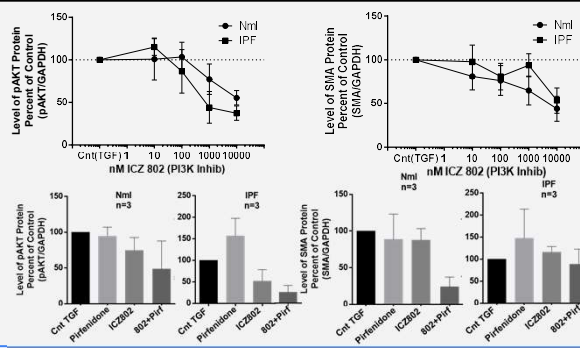 Level of pAKT Protein
Percent of Control
(pAKT/GAPDH)
150
100
50
0
Nml
IPF
Cnt(TGF) 1 10 100 1000 10000
nM ICZ 802 (PI3K Inhib)
Level of SMA Protein
Percent of Control
(SMA/GAPDH)
150
100
50
0
Nml
IPF
Cnt(TGF) 1 10 100 1000 10000
nM ICZ 802 (PI3K Inhib)
Level of pAKT Protein
Percent of Control
(pAKT/GAPDH)
Nml
n=3
150
100
50
0
Cnt TGF
Pirfenidone
ICZ802
802+Pirf
IPF
n=3
250
200
150
100
50
0
Cnt TGF
Pirfenidone
ICZ802
802+Pirf
Level of SMA Protein
Percent of Control
(SMA/GAPDH)
Nml
n=3
150
100
50
0
Cnt TGF
Pirfenidone
ICZ802
802+Pirf
IPF
n=3
250
200
150
100
50
0
Cnt TGF
Pirfenidone
ICZ802
802+Pirf